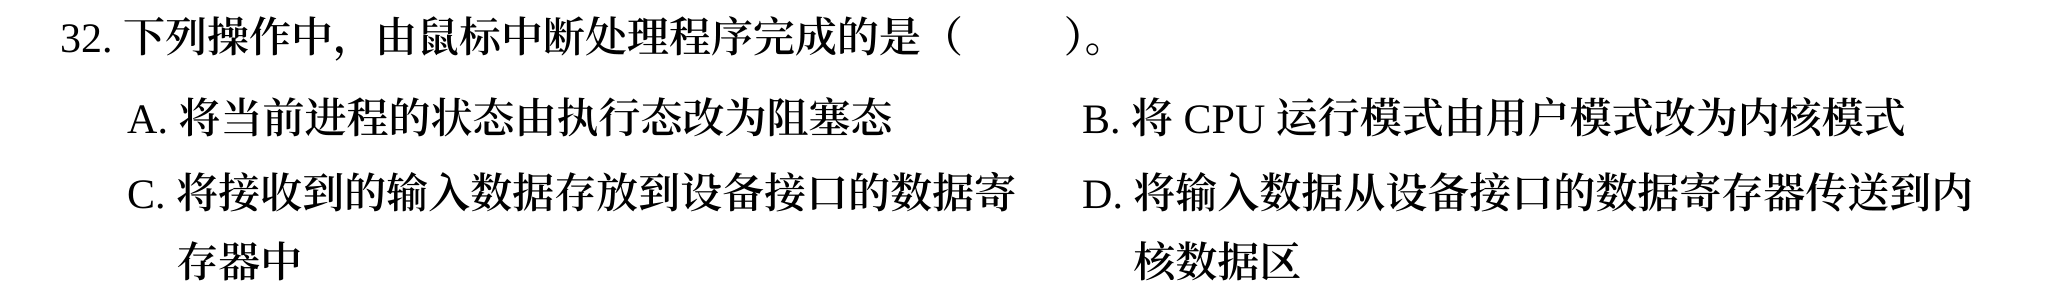 32. 下列操作中，由鼠标中断处理程序完成的是（　　）。
A. 将当前进程的状态由执行态改为阻塞态　B. 将 CPU 运行模式由用户模式改为内核模式
C. 将接收到的输入数据存放到设备接口的数据寄　D. 将输入数据从设备接口的数据寄存器传送到内
存器中　核数据区